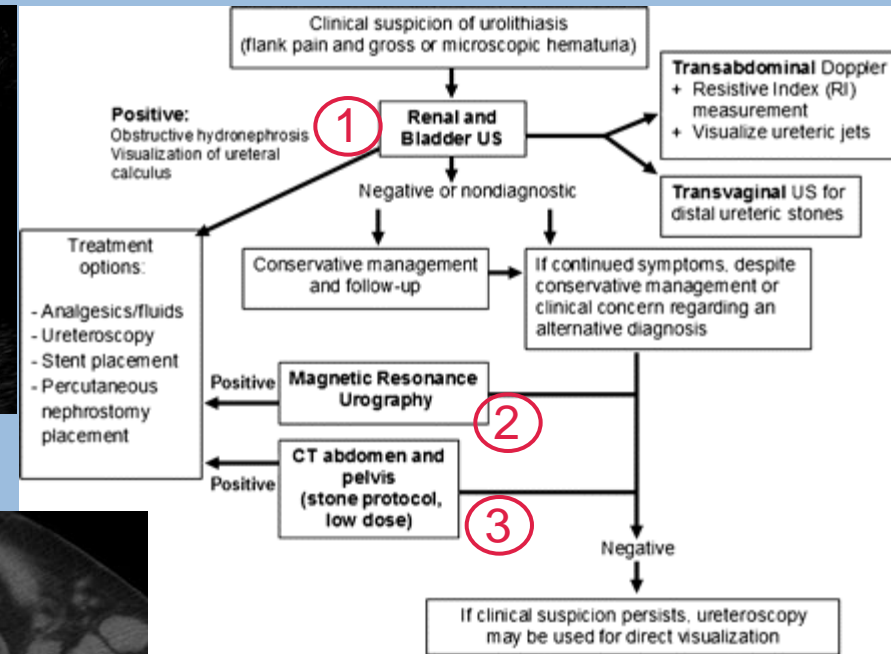 Clinical suspicion of urolithiasis
(flank pain and gross or microscopic hematuria)
Positive:
Obstructive hydronephrosis
Visualization of ureteral
calculus
1
Renal and
Bladder US
Transabdominal Doppler
+ Resistive Index (RI)
measurement
+ Visualize ureteric jets
Transvaginal US for
distal ureteric stones
Negative or nondiagnostic
Treatment
options:
- Analgesics/fluids
- Ureteroscopy
- Stent placement
- Percutaneous
nephrostomy
placement
Conservative management
and follow-up
If continued symptoms, despite
conservative management or
clinical concern regarding an
alternative diagnosis
Positive
Magnetic Resonance
Urography
2
Positive
CT abdomen and
pelvis
(stone protocol,
low dose)
3
Negative
If clinical suspicion persists, ureteroscopy
may be used for direct visualization